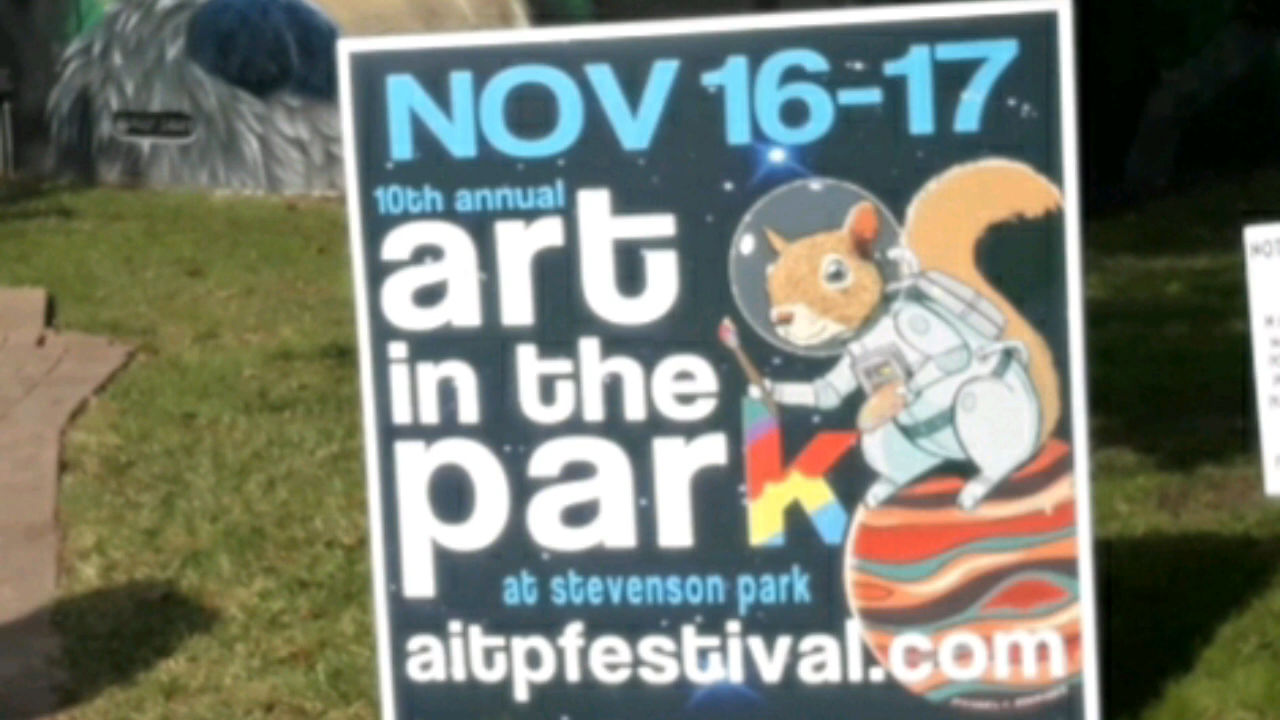 NOV 16-17
10th annual
art
in the
park
at stevenson park
aitpfestival.com